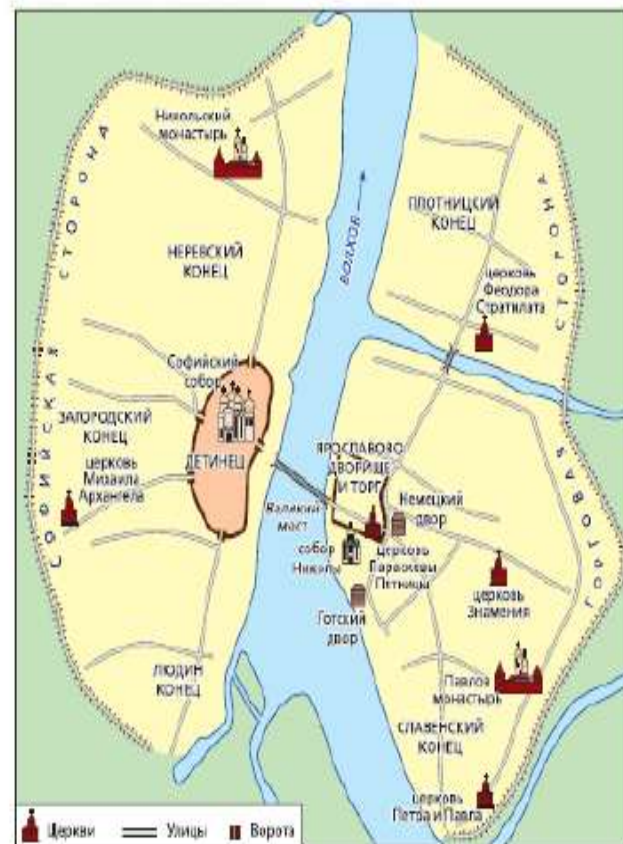 Никольский
монастырь
СОФИЙСКАЯ СТОРОНА
НЕРЕВСКИЙ
КОНЕЦ
ВОЛХОВ
ПЛОТНИЦКИЙ
КОНЕЦ
церковь
Феодора
Стратилата
ТОРГОВАЯ СТОРОНА
Софийский
собор
ЗАГОРОДСКИЙ
КОНЕЦ
ДЕТИНЕЦ
церковь
Михаила
Архангела
ЯРОСЛАВОВО
ДВОРИЩЕ
И ТОРГ
Великий
мост
Немецкий
двор
собор
Николы
церковь
Параскевы
Пятницы
церковь
Знамения
Готский
двор
ЛЮДИН
КОНЕЦ
Павлов
монастырь
СЛАВЕНСКИЙ
КОНЕЦ
церковь
Петра и Павла
Церкви
Улицы
Ворота